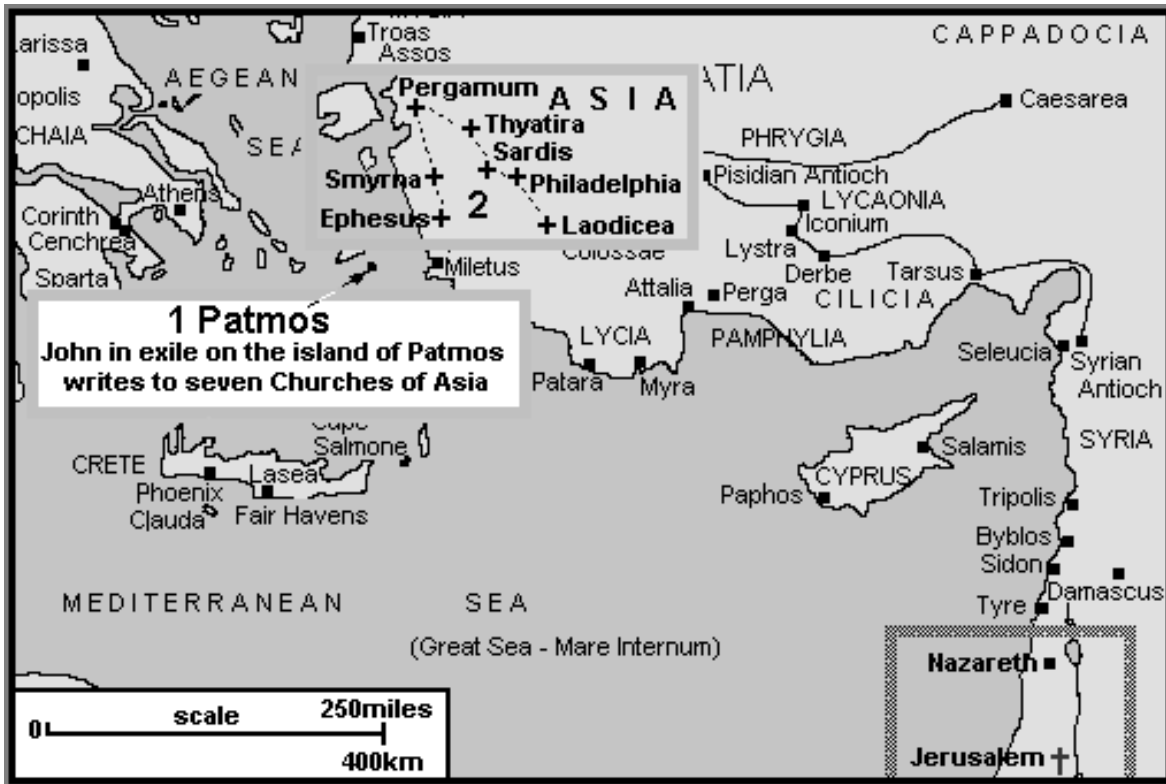 Troas
Assos
CAPPADOCIA
AEGEAN
SEA
Pergamum
ASIA
Thyatira
Sardis
Smyrna
Philadelphia
Ephesus
2
Laodicea
Caesarea
PHRYGIA
Pisidian Antioch
LYCAONIA
Iconium
Lystra
Derbe
Tarsus
Athens
Corinth
Cenchrea
Sparta
Miletus
Attalia
Perga
CILICIA
1 Patmos
John in exile on the island of Patmos
writes to seven Churches of Asia
LYCIA
PAMPHYLIA
Patara
Myra
Seleucia
Syrian
Antioch
SYRIA
Salmone
CRETE
Lasea
Phoenix
Clauda
Fair Havens
Salamis
CYPRUS
Paphos
Tripolis
Byblos
Sidon
Damascus
Tyre
MEDITERRANEAN SEA
(Great Sea - Mare Internum)
Nazareth
Jerusalem
scale
250miles
0
400km